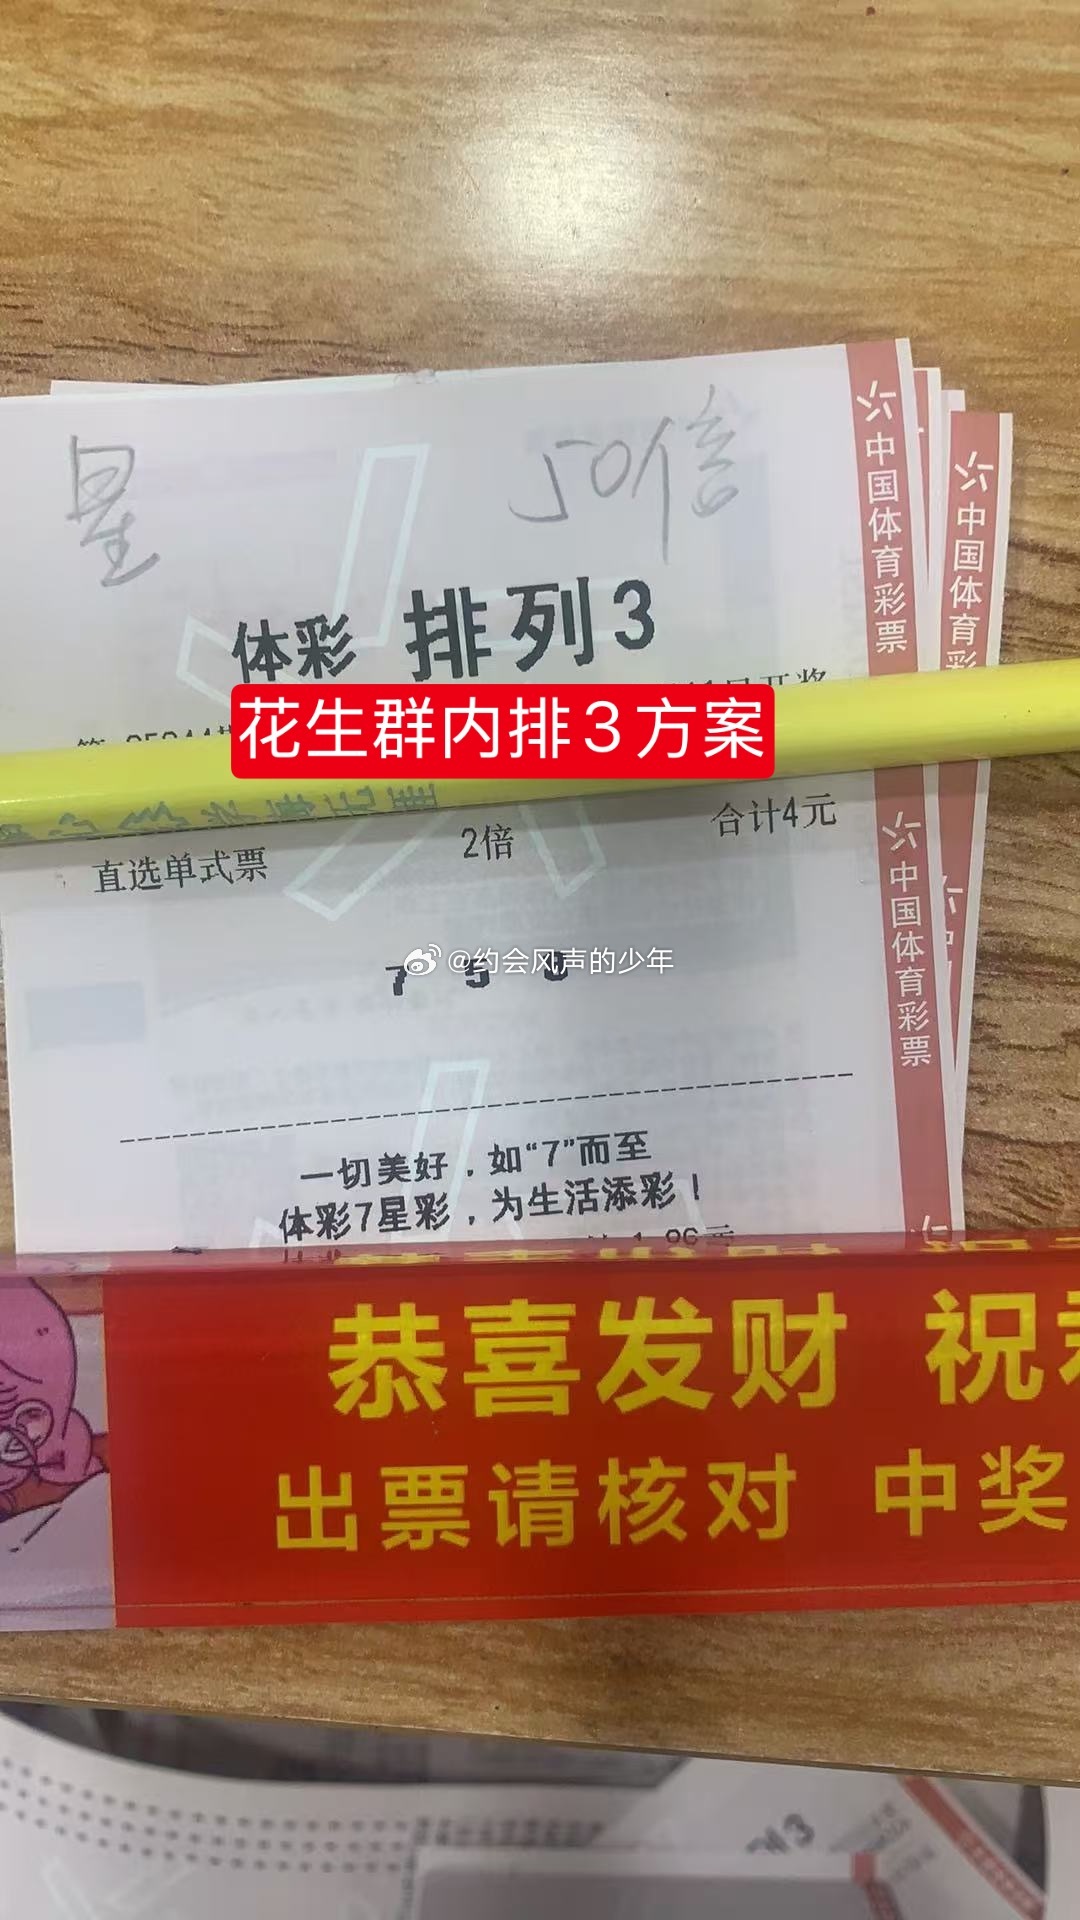 星 50倍
中国体育彩票
中国体育彩
体彩 排列3
花生群内排3方案
直选单式票 2倍 合计4元
@约会风声的少年
7 5
中国体育彩票
一切美好，如“7”而至
体彩7星彩，为生活添彩！
恭喜发财 祝
出票请核对 中奖